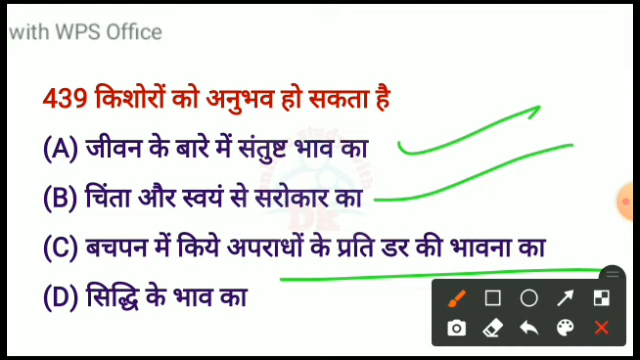 with WPS Office
439 किशोरों को अनुभव हो सकता है
(A) जीवन के बारे में संतुष्ट भाव का
(B) चिंता और स्वयं से सरोकार का
(C) बचपन में किये अपराधों के प्रति डर की भावना का
(D) सिद्धि के भाव का